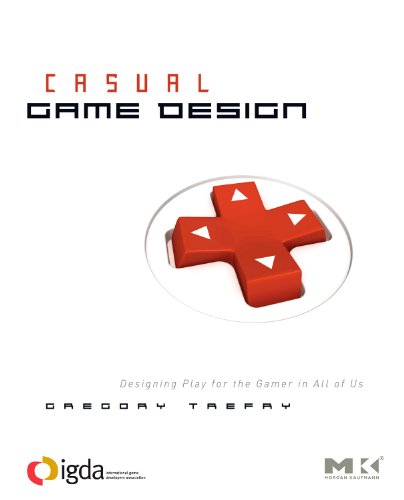 CASUAL
GAME DESIGN
Designing Play for the Gamer in All of Us
GREGORY TREFRY
igda international game
developers association
MK®
MORGAN KAUFMANN